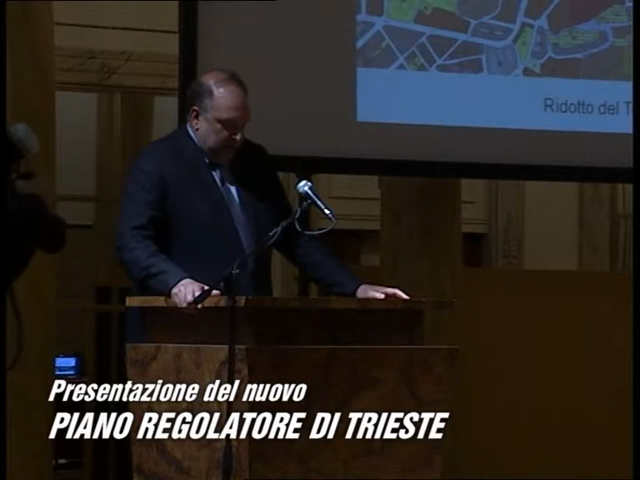 Ridotto del T
Presentazione del nuovo
PIANO REGOLATORE DI TRIESTE